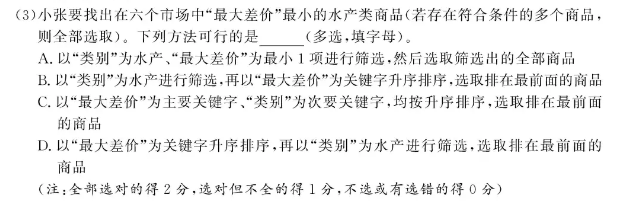 (3)小张要找出在六个市场中“最大差价”最小的水产类商品(若存在符合条件的多个商品,
则全部选取)。下列方法可行的是______(多选,填字母)。
A. 以“类别”为水产、“最大差价”为最小 1 项进行筛选,然后选取筛选出的全部商品
B. 以“类别”为水产进行筛选,再以“最大差价”为关键字升序排序,选取排在最前面的商品
C. 以“最大差价”为主要关键字、“类别”为次要关键字,均按升序排序,选取排在最前面
的商品
D. 以“最大差价”为关键字升序排序,再以“类别”为水产进行筛选,选取排在最前面的
商品
(注:全部选对的得 2 分,选对但不全的得 1 分,不选或有选错的得 0 分)